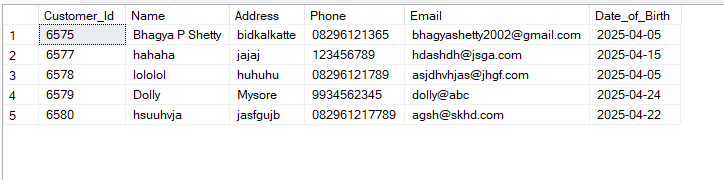 Customer_Id Name Address Phone Email Date_of_Birth
1 6575 Bhagya P Shetty bidkalkatte 08296121365 bhagyashetty2002@gmail.com 2025-04-05
2 6577 hahaha jajaj 123456789 hdashdh@jsga.com 2025-04-15
3 6578 lololol huhuhu 08296121789 asjdhvhjas@jhgf.com 2025-04-05
4 6579 Dolly Mysore 9934562345 dolly@abc 2025-04-24
5 6580 hsuuhvja jasfgujb 082961217789 agsh@skhd.com 2025-04-22